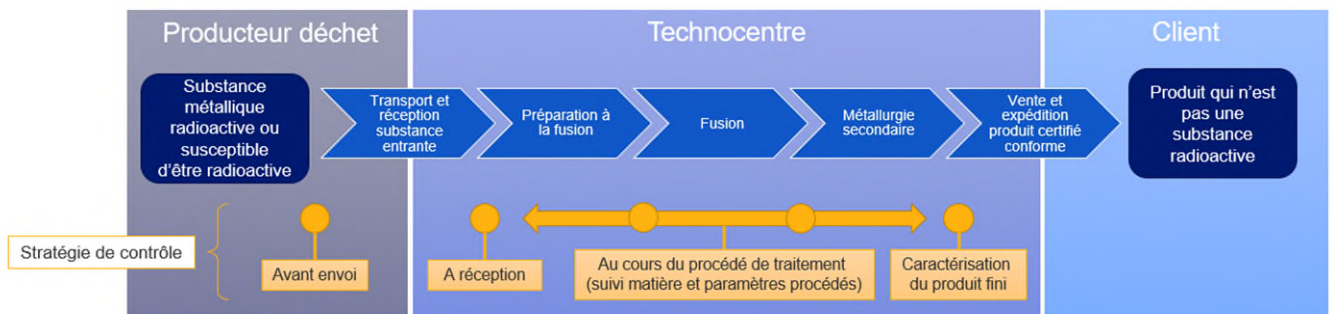 Producteur déchet
Technocentre
Client
Substance
métallique
radioactive ou
susceptible
d'être radioactive
Transport et
réception
substance
entrante
Préparation à
la fusion
Fusion
Métallurgie
secondaire
Vente et
expédition
produit certifié
conforme
Produit qui n'est
pas une
substance
radioactive
Stratégie de contrôle
Avant envoi
A réception
Au cours du procédé de traitement
(suivi matière et paramètres procédés)
Caractérisation
du produit fini